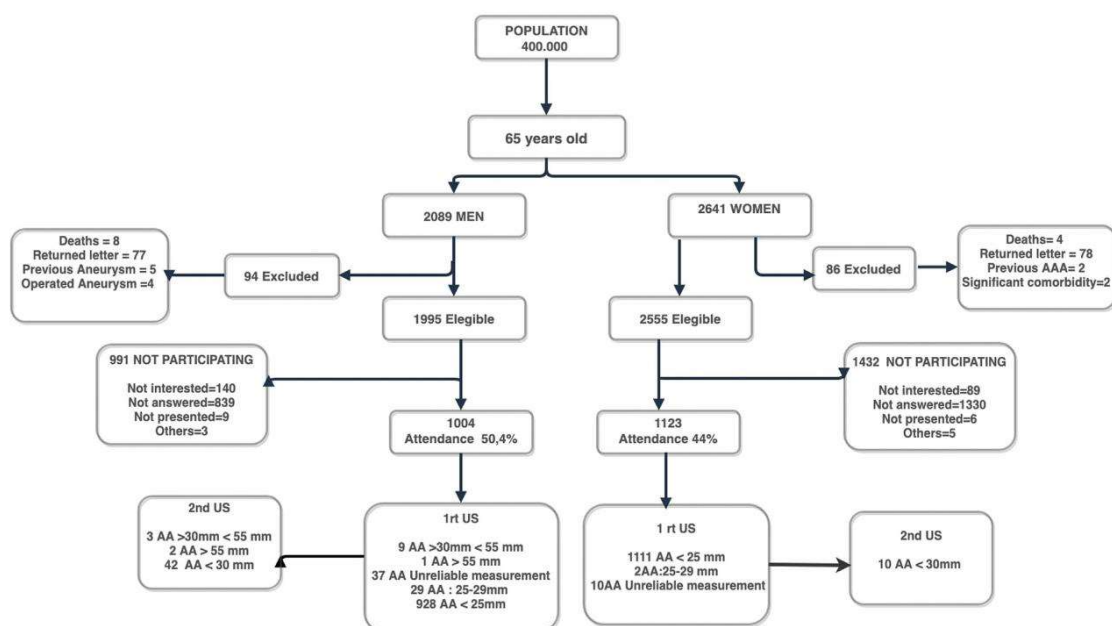 POPULATION
400.000
65 years old
2089 MEN
2641 WOMEN
Deaths = 8
Returned letter = 77
Previous Aneurysm = 5
Operated Aneurysm =4
94 Excluded
86 Excluded
Deaths= 4
Returned letter = 78
Previous AAA= 2
Significant comorbidity=2
1995 Elegible
2555 Elegible
991 NOT PARTICIPATING
Not interested=140
Not answered=839
Not presented=9
Others=3
1432 NOT PARTICIPATING
Not interested=89
Not answered=1330
Not presented=6
Others=5
1004
Attendance 50,4%
1123
Attendance 44%
2nd US
3 AA >30mm < 55 mm
2 AA > 55 mm
42 AA < 30 mm
1rt US
9 AA >30mm < 55 mm
1 AA > 55 mm
37 AA Unreliable measurement
29 AA : 25-29mm
928 AA < 25mm
1 rt US
1111 AA < 25 mm
2AA:25-29 mm
10AA Unreliable measurement
2nd US
10 AA < 30mm